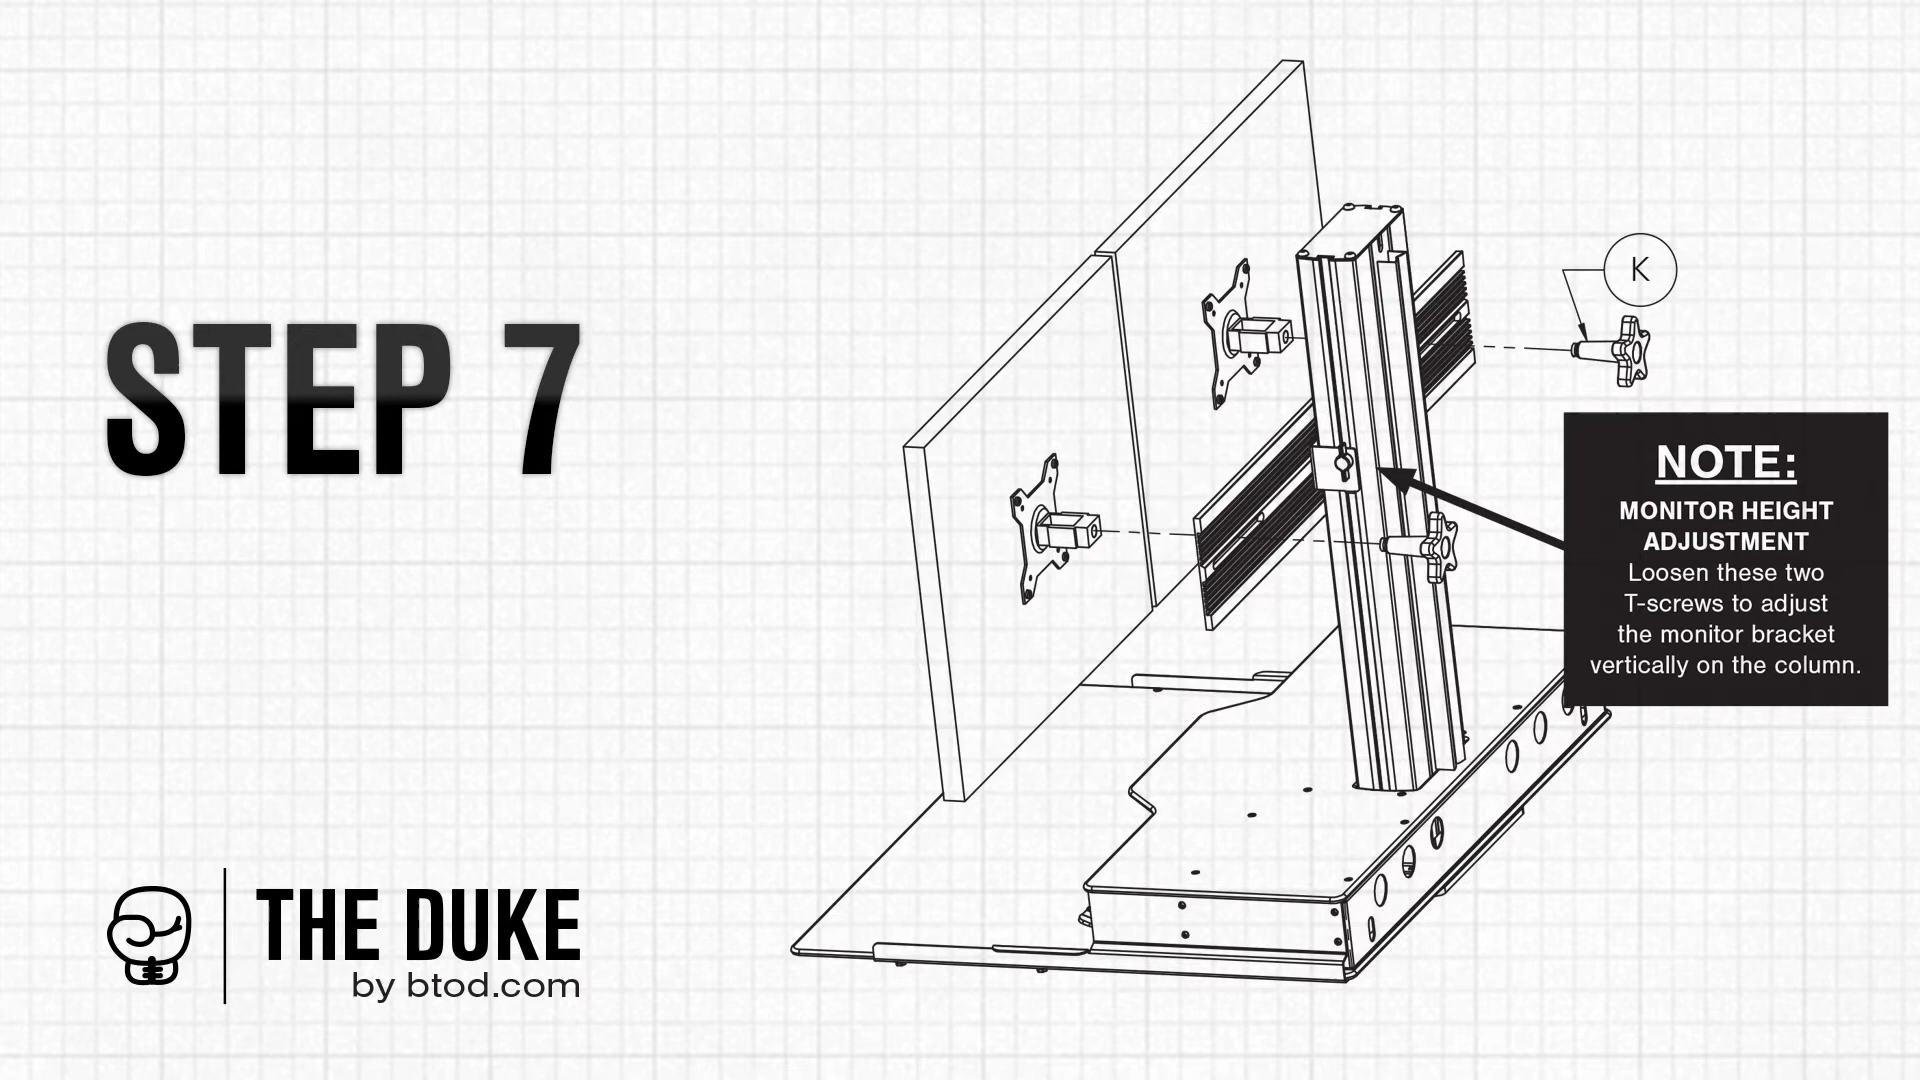 STEP 7
K
NOTE:
MONITOR HEIGHT
ADJUSTMENT
Loosen these two
T-screws to adjust
the monitor bracket
vertically on the column.
THE DUKE
by btod.com